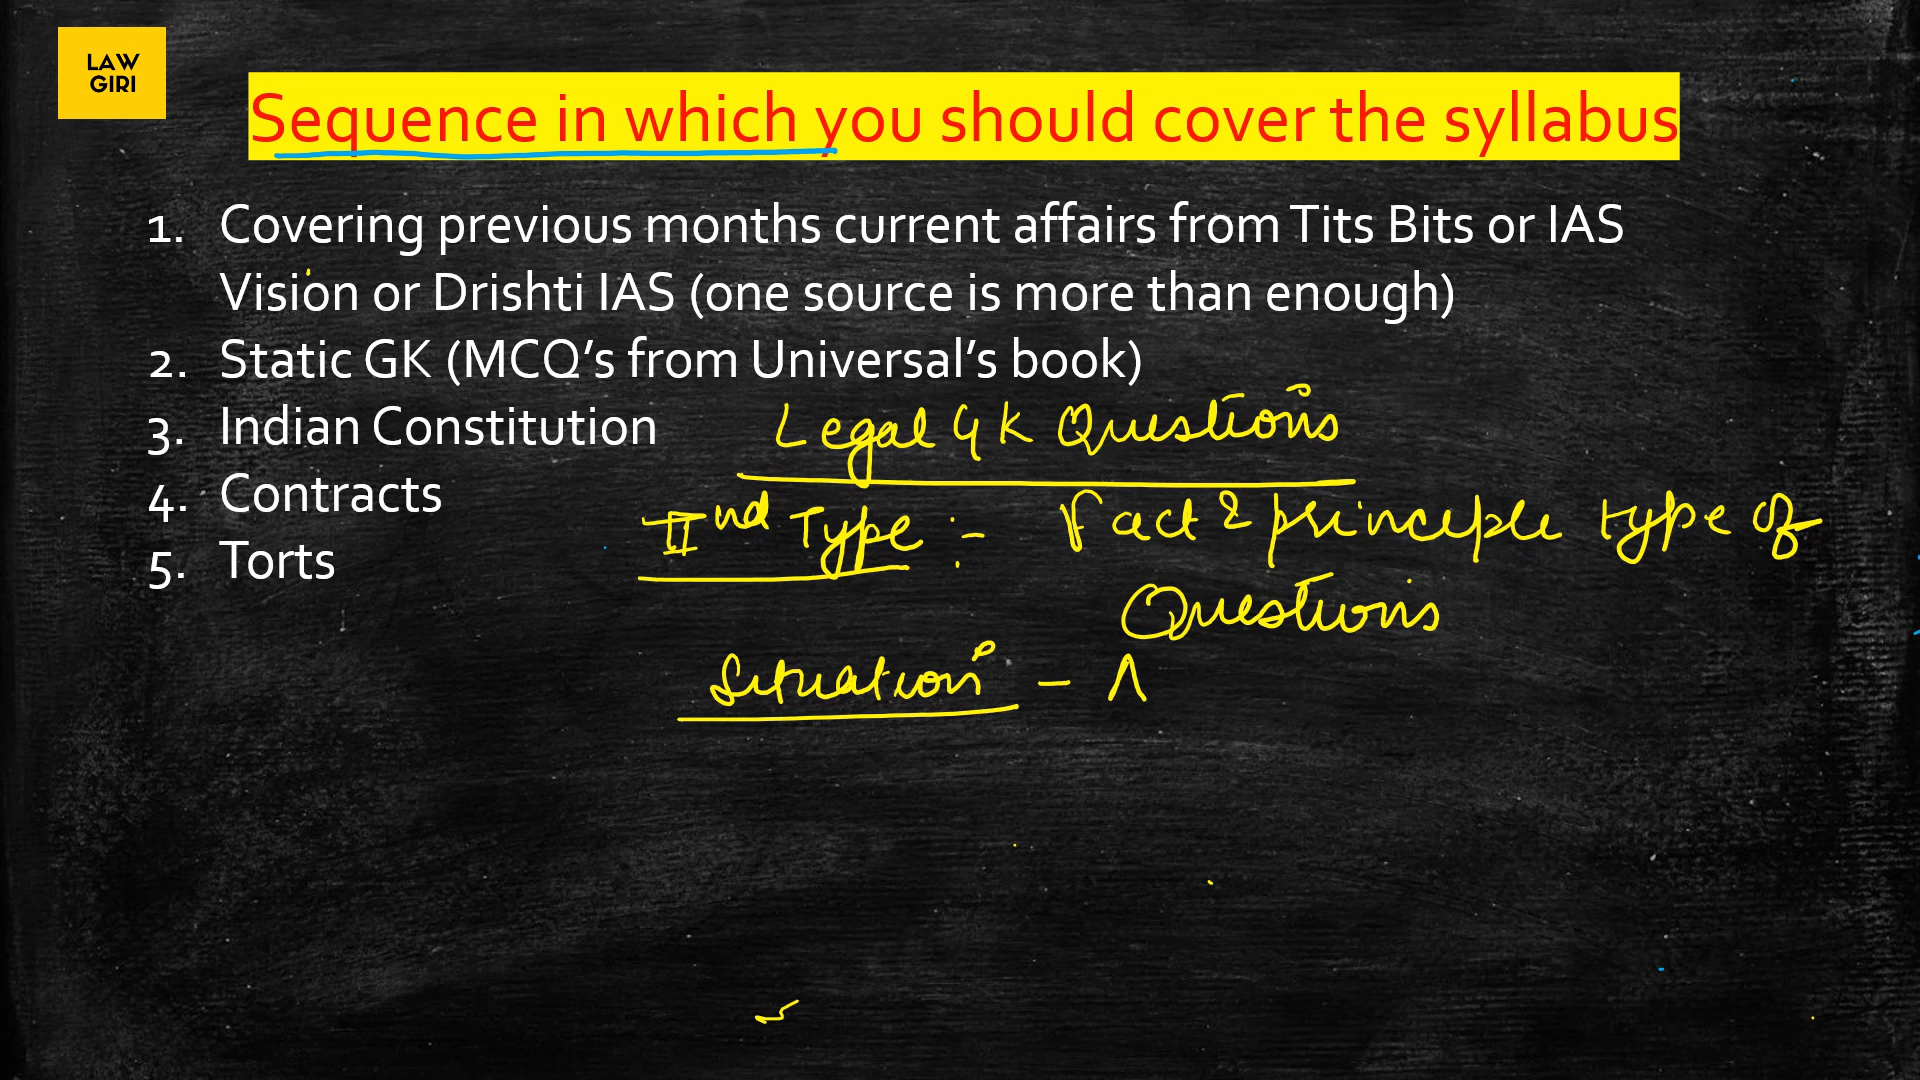 LAW
GIRI
Sequence in which you should cover the syllabus
1. Covering previous months current affairs from Tits Bits or IAS
Vision or Drishti IAS (one source is more than enough)
2. Static GK (MCQ’s from Universal’s book)
3. Indian Constitution
Legal GK Questions
4. Contracts
IInd Type :- Fact & principle type of
5. Torts
Questions
Situation - A